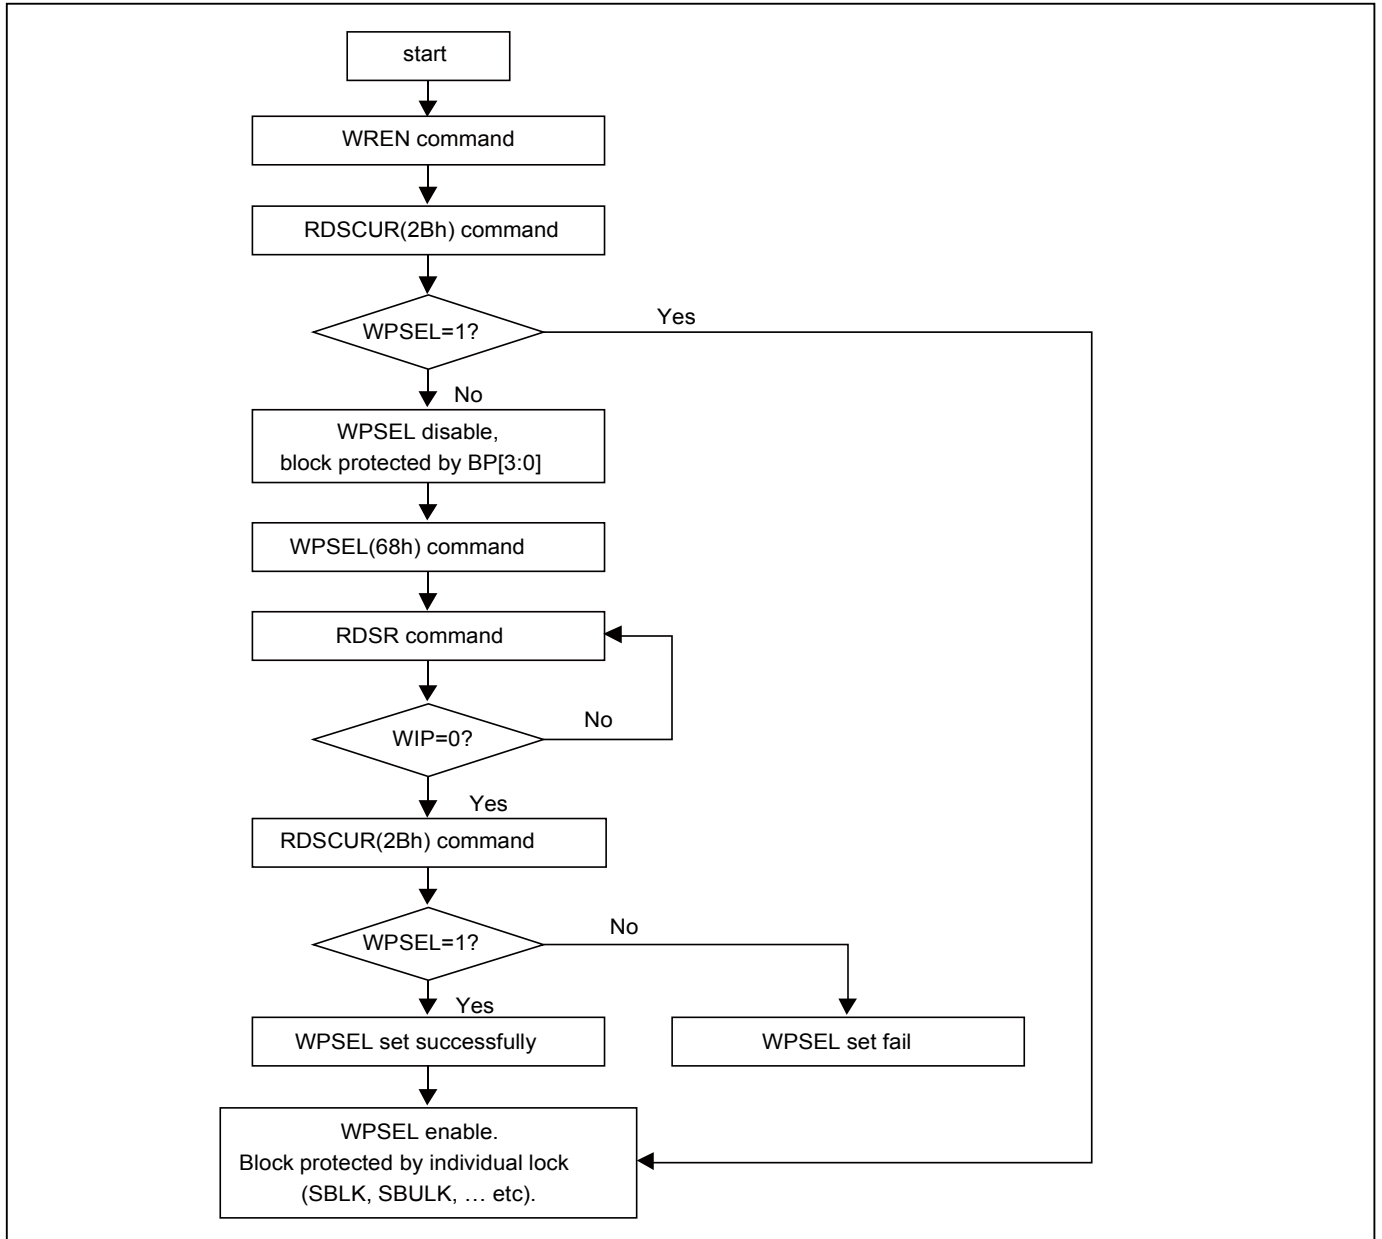 start
WREN command
RDSCUR(2Bh) command
WPSEL=1?
Yes
No
WPSEL disable,
block protected by BP[3:0]
WPSEL(68h) command
RDSR command
WIP=0?
No
Yes
RDSCUR(2Bh) command
WPSEL=1?
No
Yes
WPSEL set successfully
WPSEL set fail
WPSEL enable.
Block protected by individual lock
(SBLK, SBULK, … etc).